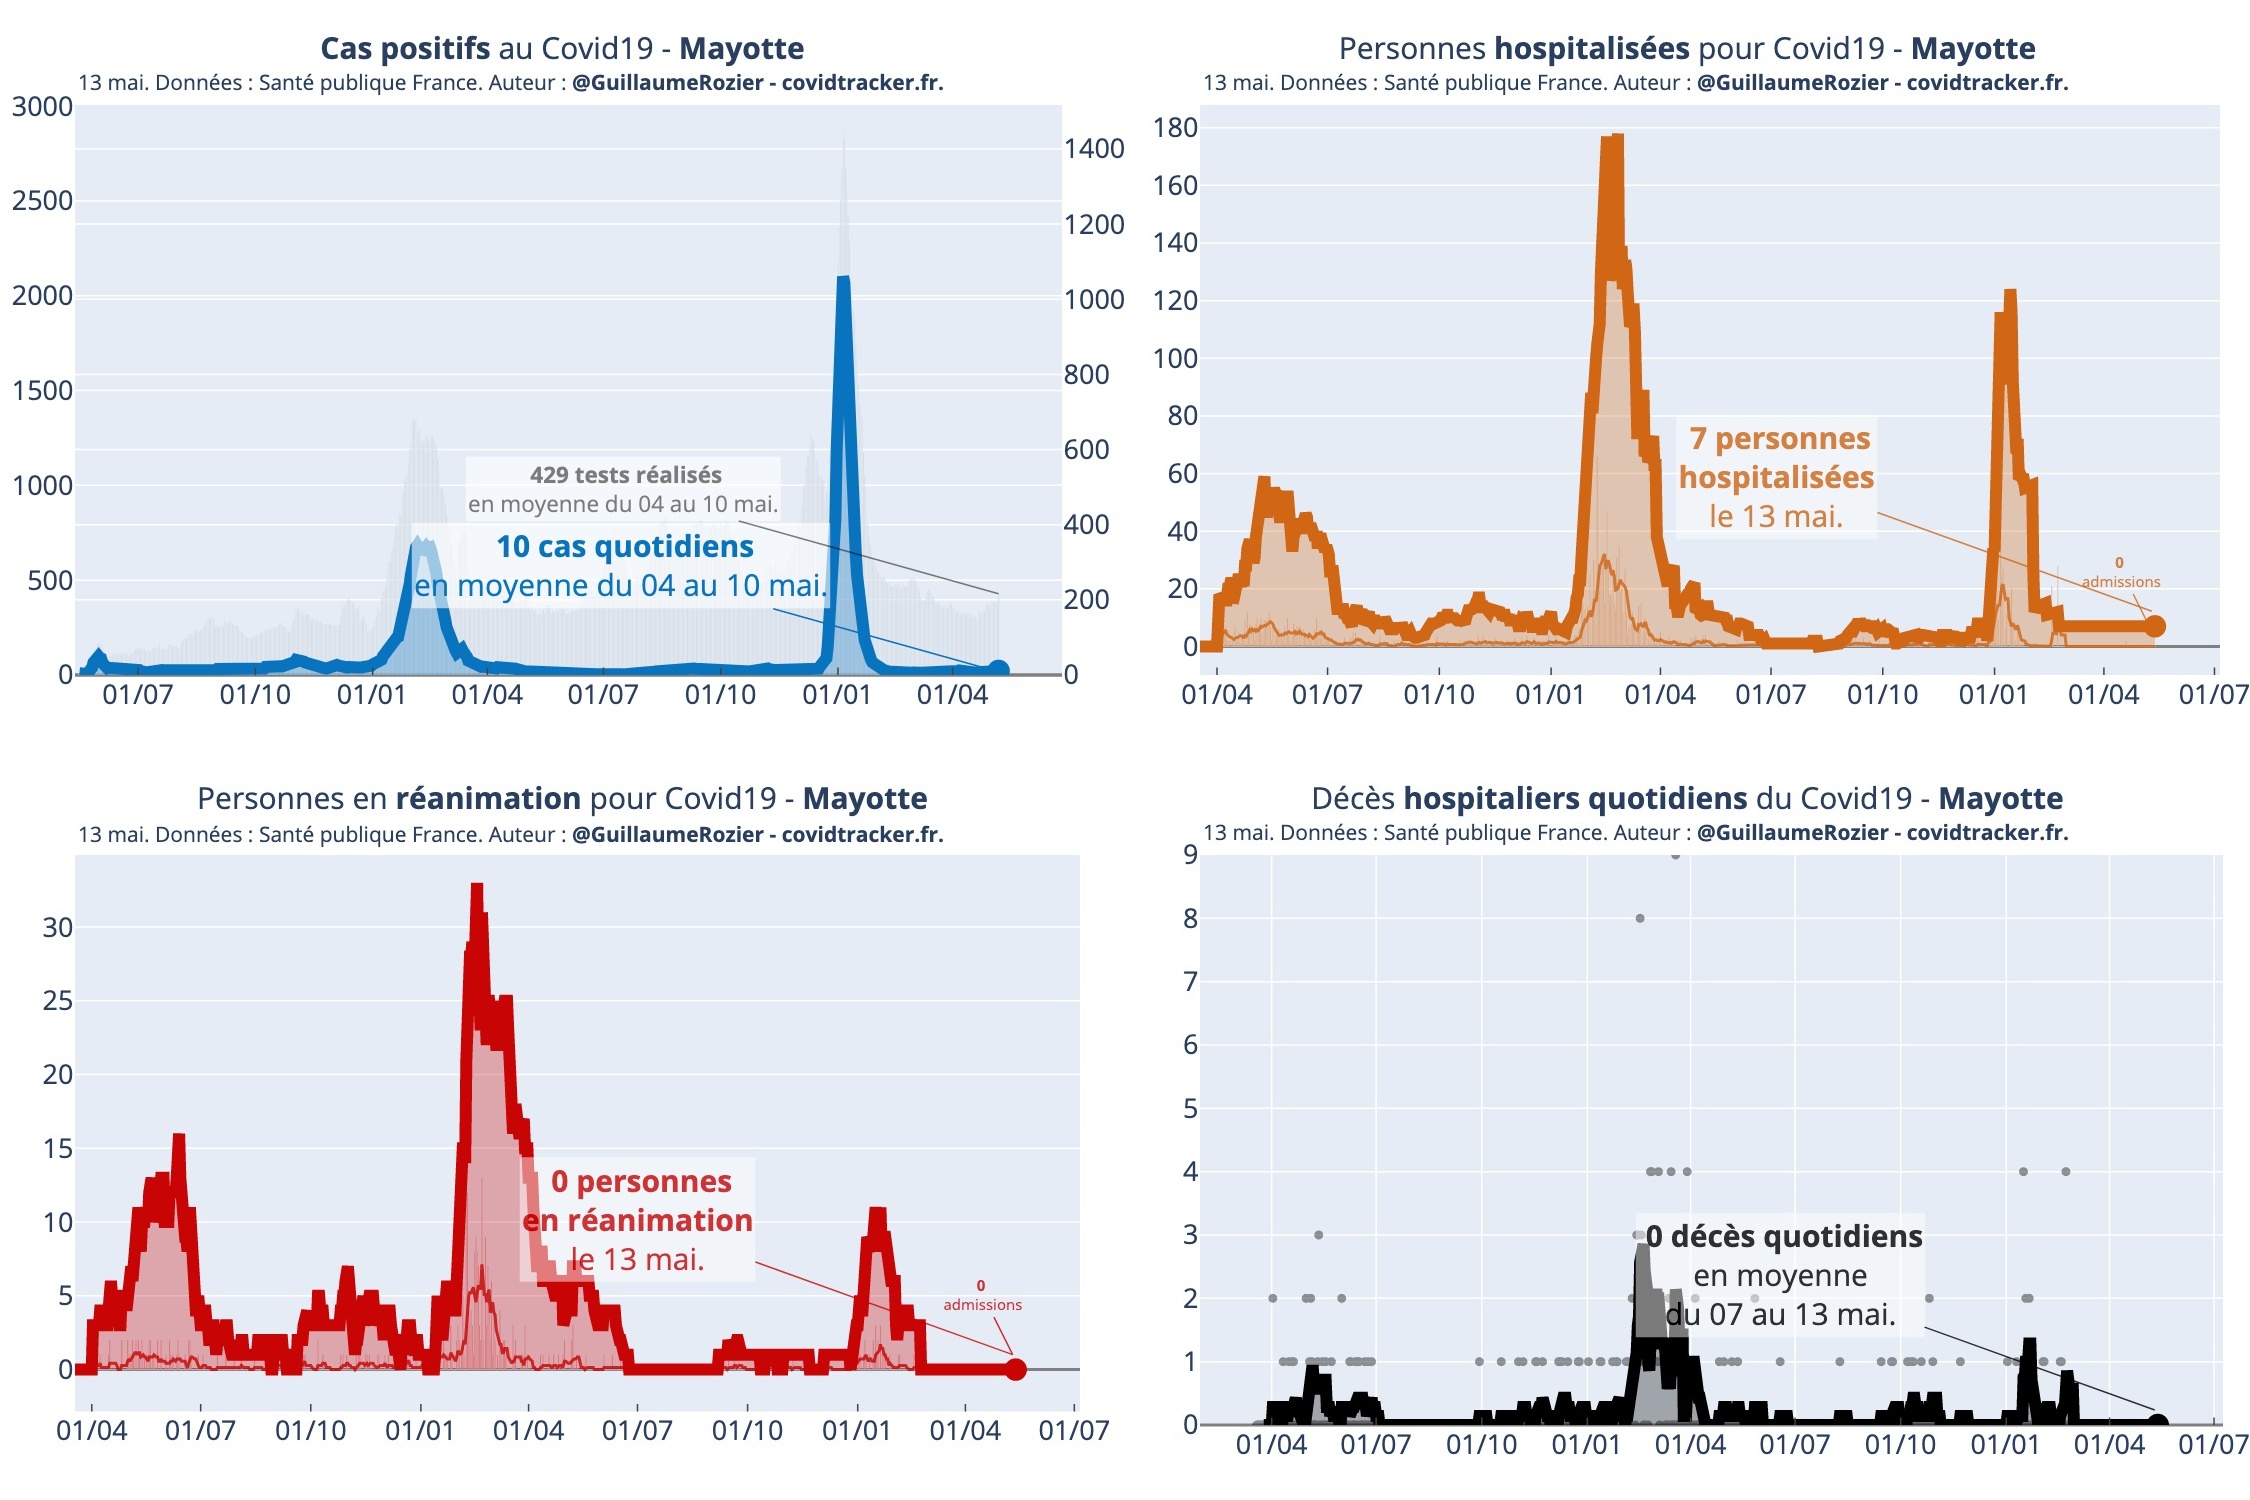 Cas positifs au Covid19 - Mayotte
13 mai. Données : Santé publique France. Auteur : @GuillaumeRozier - covidtracker.fr.
3000
2500
2000
1500
1000
500
0
1400
1200
1000
800
600
400
200
0
429 tests réalisés
en moyenne du 04 au 10 mai.
10 cas quotidiens
en moyenne du 04 au 10 mai.
01/07 01/10 01/01 01/04 01/07 01/10 01/01 01/04
Personnes hospitalisées pour Covid19 - Mayotte
13 mai. Données : Santé publique France. Auteur : @GuillaumeRozier - covidtracker.fr.
180
160
140
120
100
80
60
40
20
0
7 personnes
hospitalisées
le 13 mai.
0
admissions
01/04 01/07 01/10 01/01 01/04 01/07 01/10 01/01 01/04 01/07
Personnes en réanimation pour Covid19 - Mayotte
13 mai. Données : Santé publique France. Auteur : @GuillaumeRozier - covidtracker.fr.
30
25
20
15
10
5
0
0 personnes
en réanimation
le 13 mai.
0
admissions
01/04 01/07 01/10 01/01 01/04 01/07 01/10 01/01 01/04 01/07
Décès hospitaliers quotidiens du Covid19 - Mayotte
13 mai. Données : Santé publique France. Auteur : @GuillaumeRozier - covidtracker.fr.
9
8
7
6
5
4
3
2
1
0
0 décès quotidiens
en moyenne
du 07 au 13 mai.
01/04 01/07 01/10 01/01 01/04 01/07 01/10 01/01 01/04 01/07